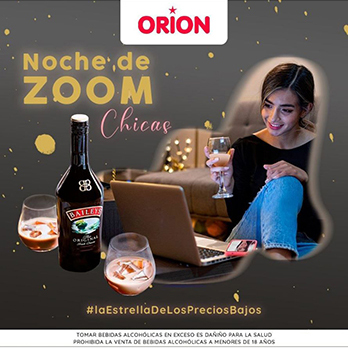 ORION
Noche de
ZOOM
Chicas
BAILEYS
THE
ORIGINAL
#laEstrellaDeLosPreciosBajos
TOMAR BEBIDAS ALCOHÓLICAS EN EXCESO ES DAÑINO PARA LA SALUD
PROHIBIDA LA VENTA DE BEBIDAS ALCOHÓLICAS A MENORES DE 18 AÑOS